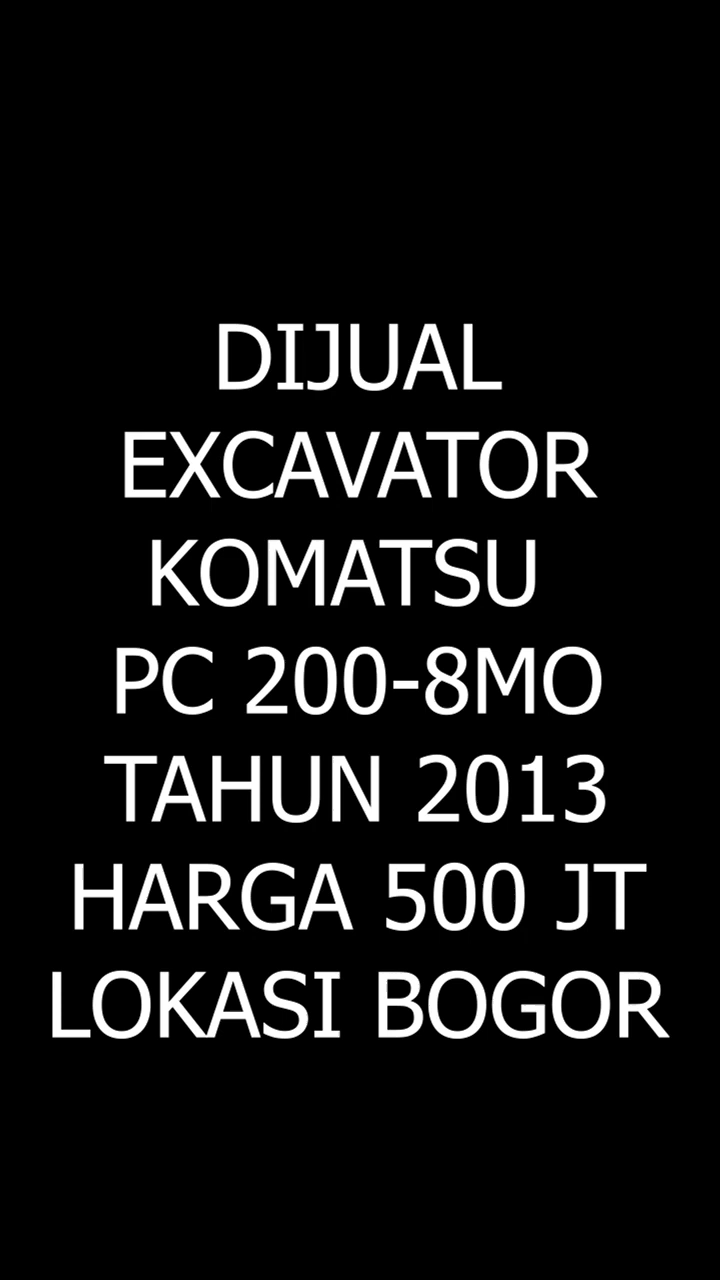 DIJUAL
EXCAVATOR
KOMATSU
PC 200-8MO
TAHUN 2013
HARGA 500 JT
LOKASI BOGOR